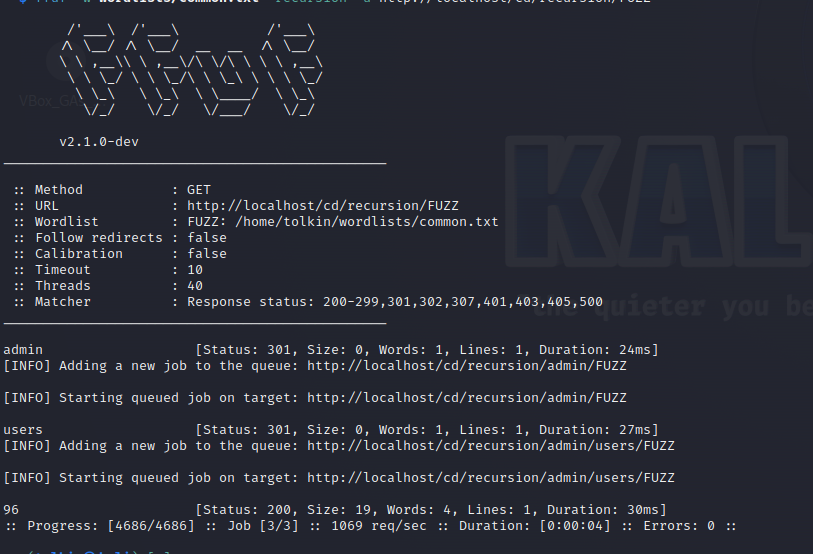 v2.1.0-dev
:: Method : GET
:: URL : http://localhost/cd/recursion/FUZZ
:: Wordlist : FUZZ: /home/tolkin/wordlists/common.txt
:: Follow redirects : false
:: Calibration : false
:: Timeout : 10
:: Threads : 40
:: Matcher : Response status: 200-299,301,302,307,401,403,405,500
admin [Status: 301, Size: 0, Words: 1, Lines: 1, Duration: 24ms]
[INFO] Adding a new job to the queue: http://localhost/cd/recursion/admin/FUZZ
[INFO] Starting queued job on target: http://localhost/cd/recursion/admin/FUZZ
users [Status: 301, Size: 0, Words: 1, Lines: 1, Duration: 27ms]
[INFO] Adding a new job to the queue: http://localhost/cd/recursion/admin/users/FUZZ
[INFO] Starting queued job on target: http://localhost/cd/recursion/admin/users/FUZZ
96 [Status: 200, Size: 19, Words: 4, Lines: 1, Duration: 30ms]
:: Progress: [4686/4686] :: Job [3/3] :: 1069 req/sec :: Duration: [0:00:04] :: Errors: 0 ::
KAL
the quieter you be